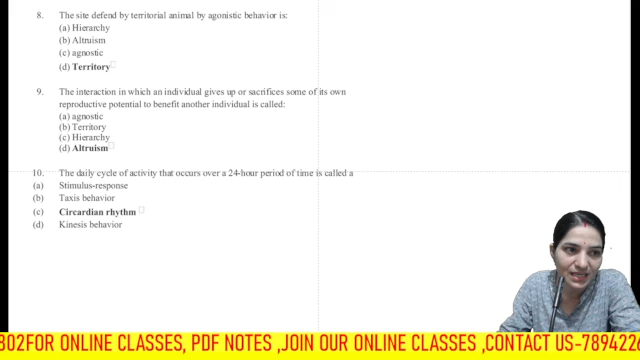 8. The site defend by territorial animal by agonistic behavior is:
(a) Hierarchy
(b) Altruism
(c) agnostic
(d) Territory
9. The interaction in which an individual gives up or sacrifices some of its own
reproductive potential to benefit another individual is called:
(a) agnostic
(b) Territory
(c) Hierarchy
(d) Altruism
10. The daily cycle of activity that occurs over a 24-hour period of time is called a
(a) Stimulus-response
(b) Taxis behavior
(c) Circardian rhythm
(d) Kinesis behavior
802FOR ONLINE CLASSES, PDF NOTES ,JOIN OUR ONLINE CLASSES ,CONTACT US-789422